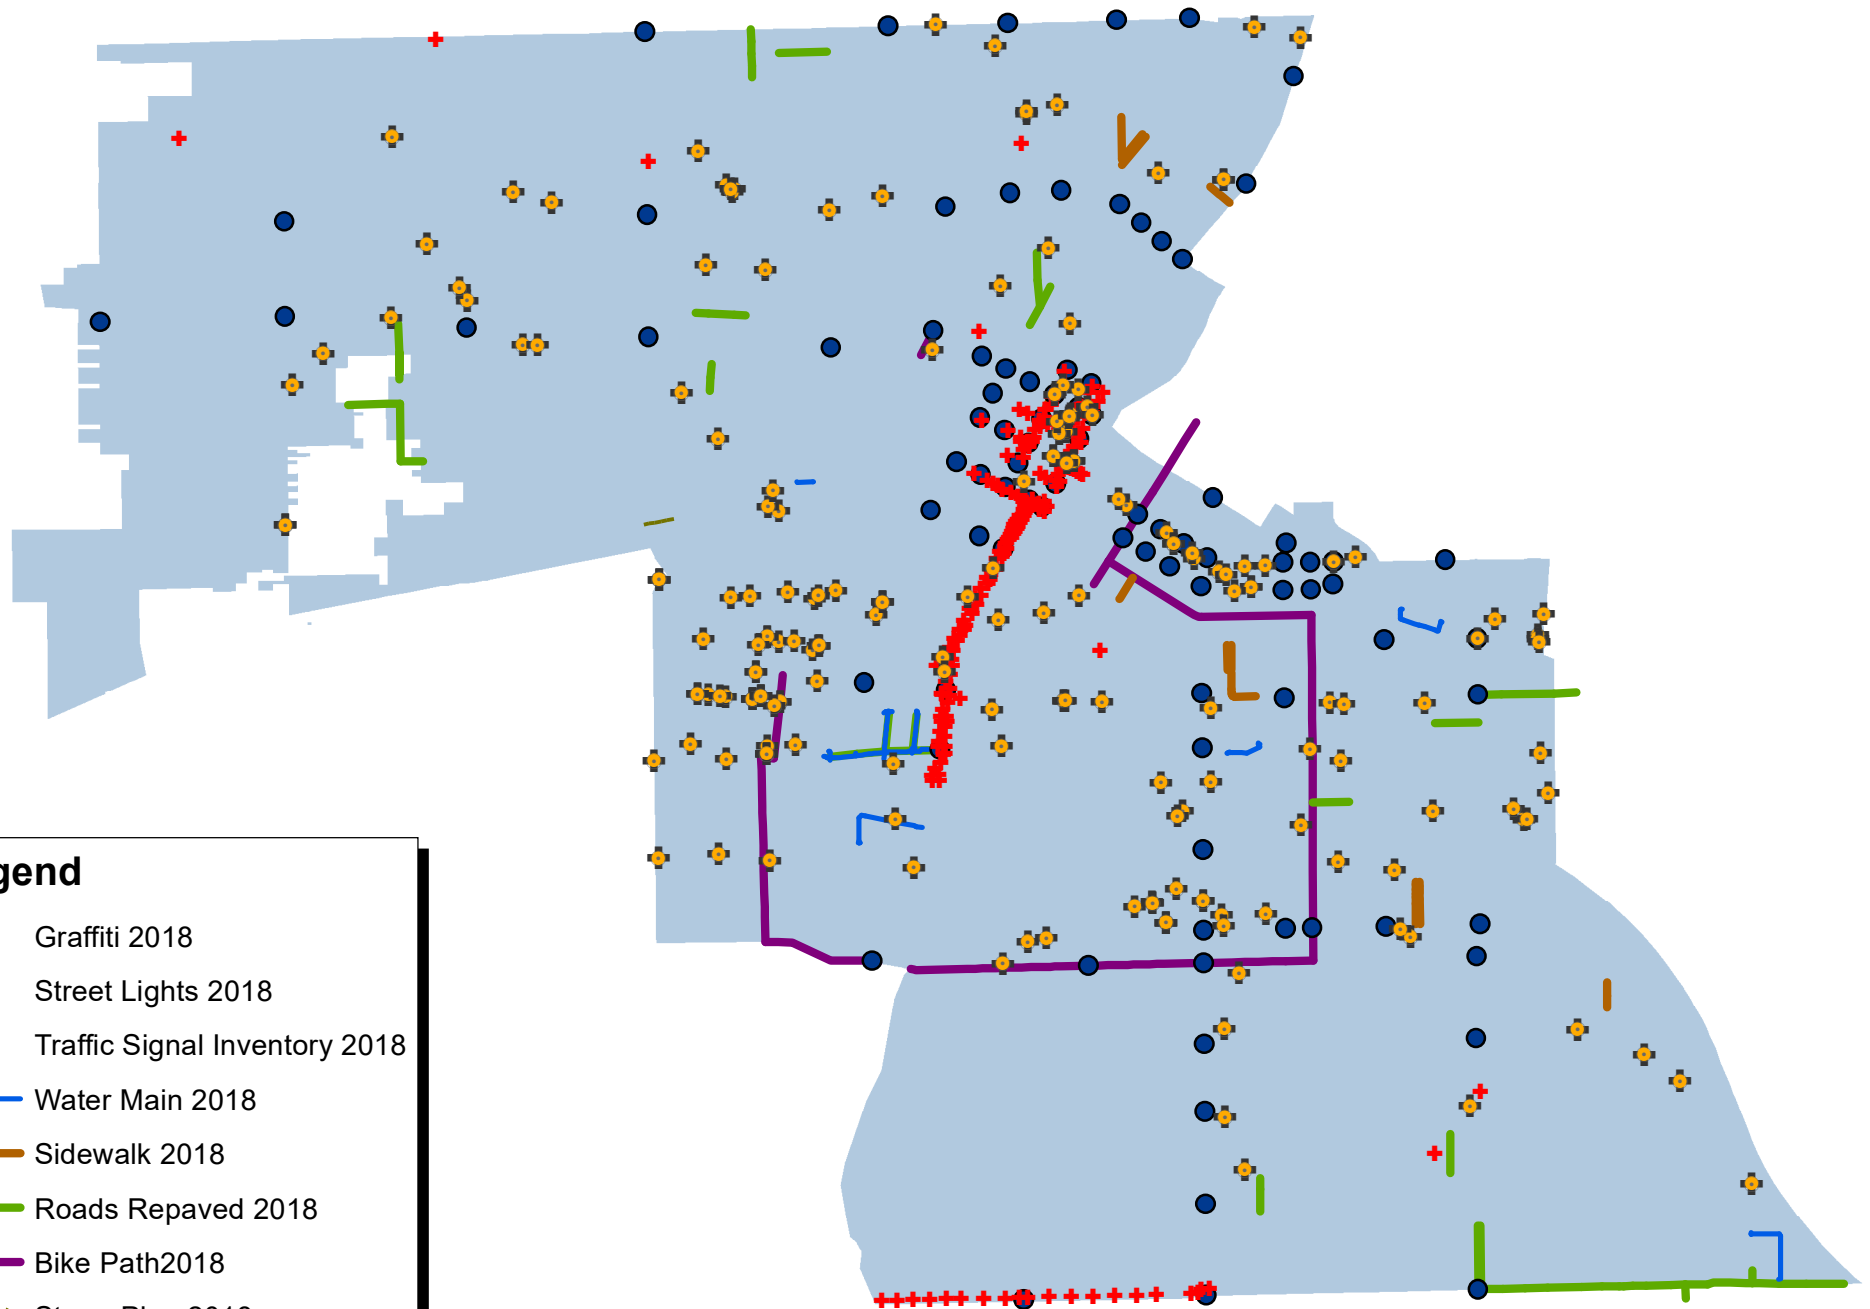 gend
Graffiti 2018
Street Lights 2018
Traffic Signal Inventory 2018
Water Main 2018
Sidewalk 2018
Roads Repaved 2018
Bike Path2018